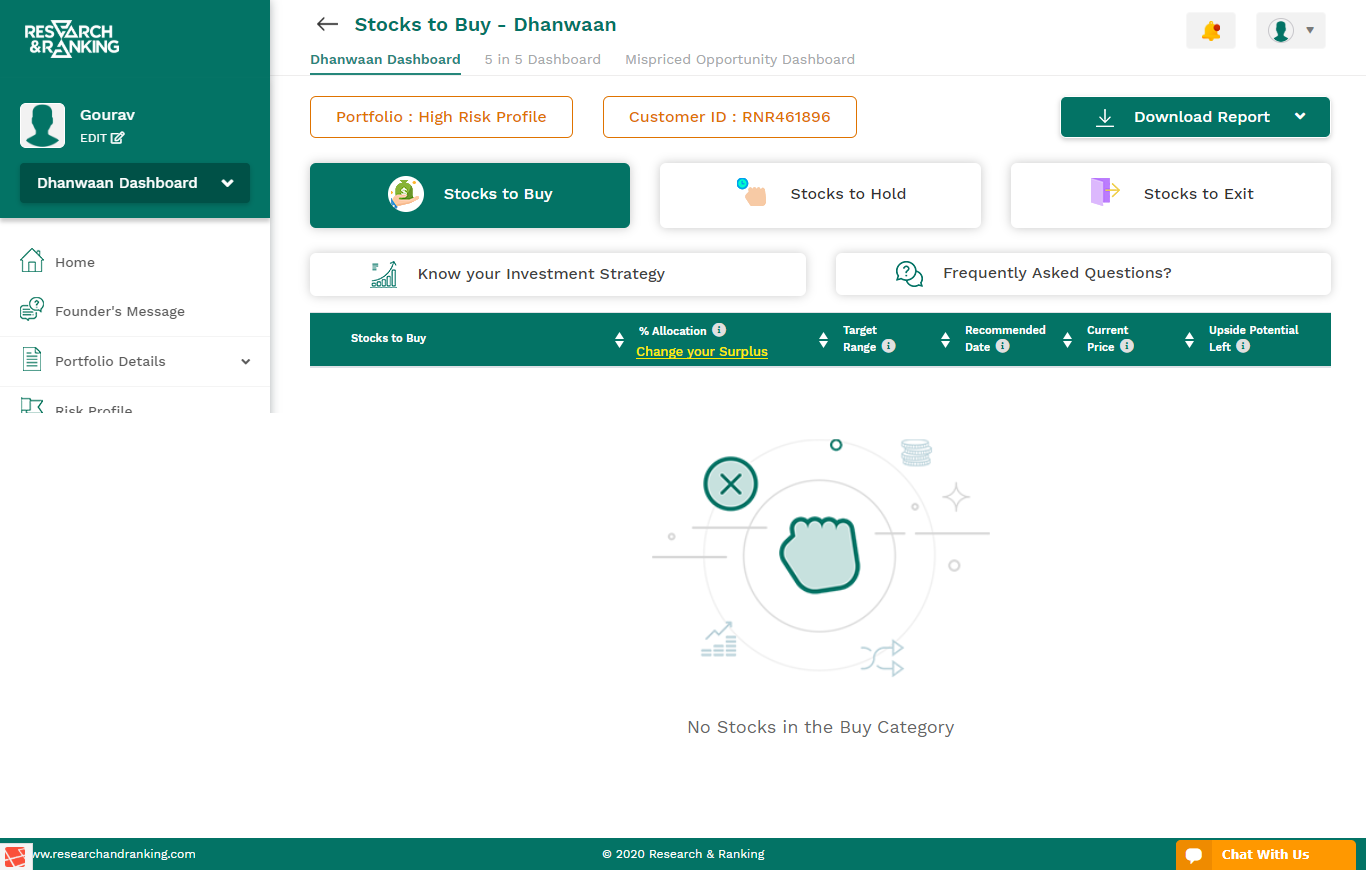 RESEARCH
& RANKING
Gourav
EDIT
Dhanwaan Dashboard
Home
Founder's Message
Portfolio Details
Risk Profile
Stocks to Buy - Dhanwaan
Dhanwaan Dashboard
5 in 5 Dashboard
Mispriced Opportunity Dashboard
Portfolio : High Risk Profile
Customer ID : RNR461896
Download Report
Stocks to Buy
Stocks to Hold
Stocks to Exit
Know your Investment Strategy
Frequently Asked Questions?
Stocks to Buy
% Allocation
Change your Surplus
Target
Range
Recommended
Date
Current
Price
Upside Potential
Left
No Stocks in the Buy Category
ww.researchandranking.com
© 2020 Research & Ranking
Chat With Us